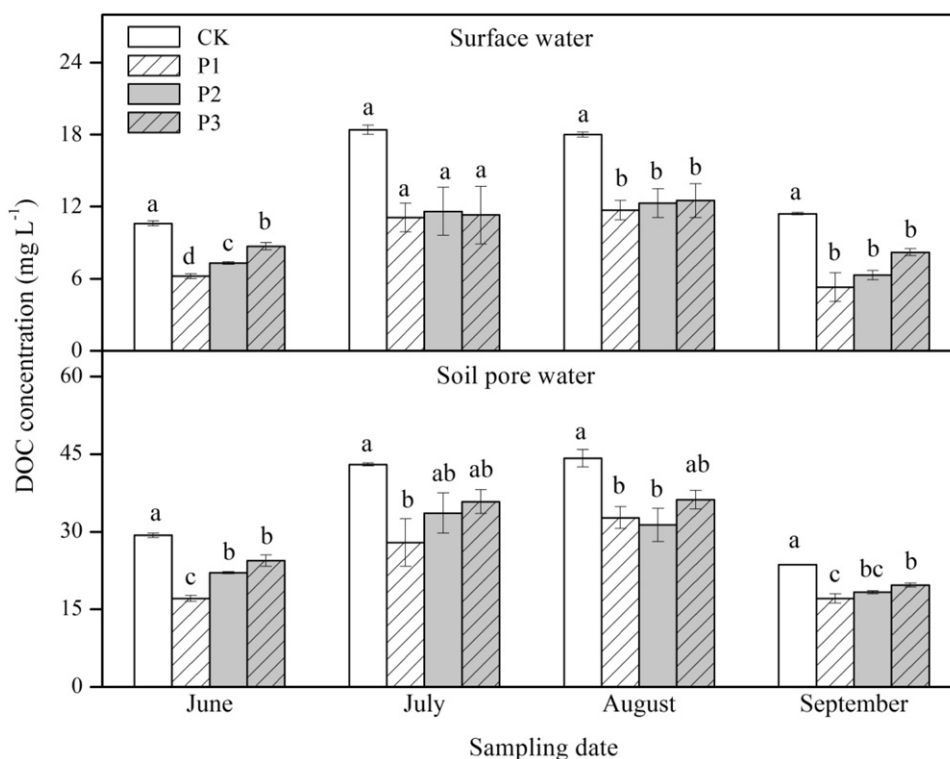 CK
P1
P2
P3
Surface water
24
18
12
6
0
a
d
c
b
a
a
a
a
a
b
b
b
a
b
b
b
Soil pore water
60
45
30
15
0
a
c
b
b
a
b
ab
ab
a
b
b
ab
a
c
bc
b
DOC concentration (mg L⁻¹)
June July August September
Sampling date